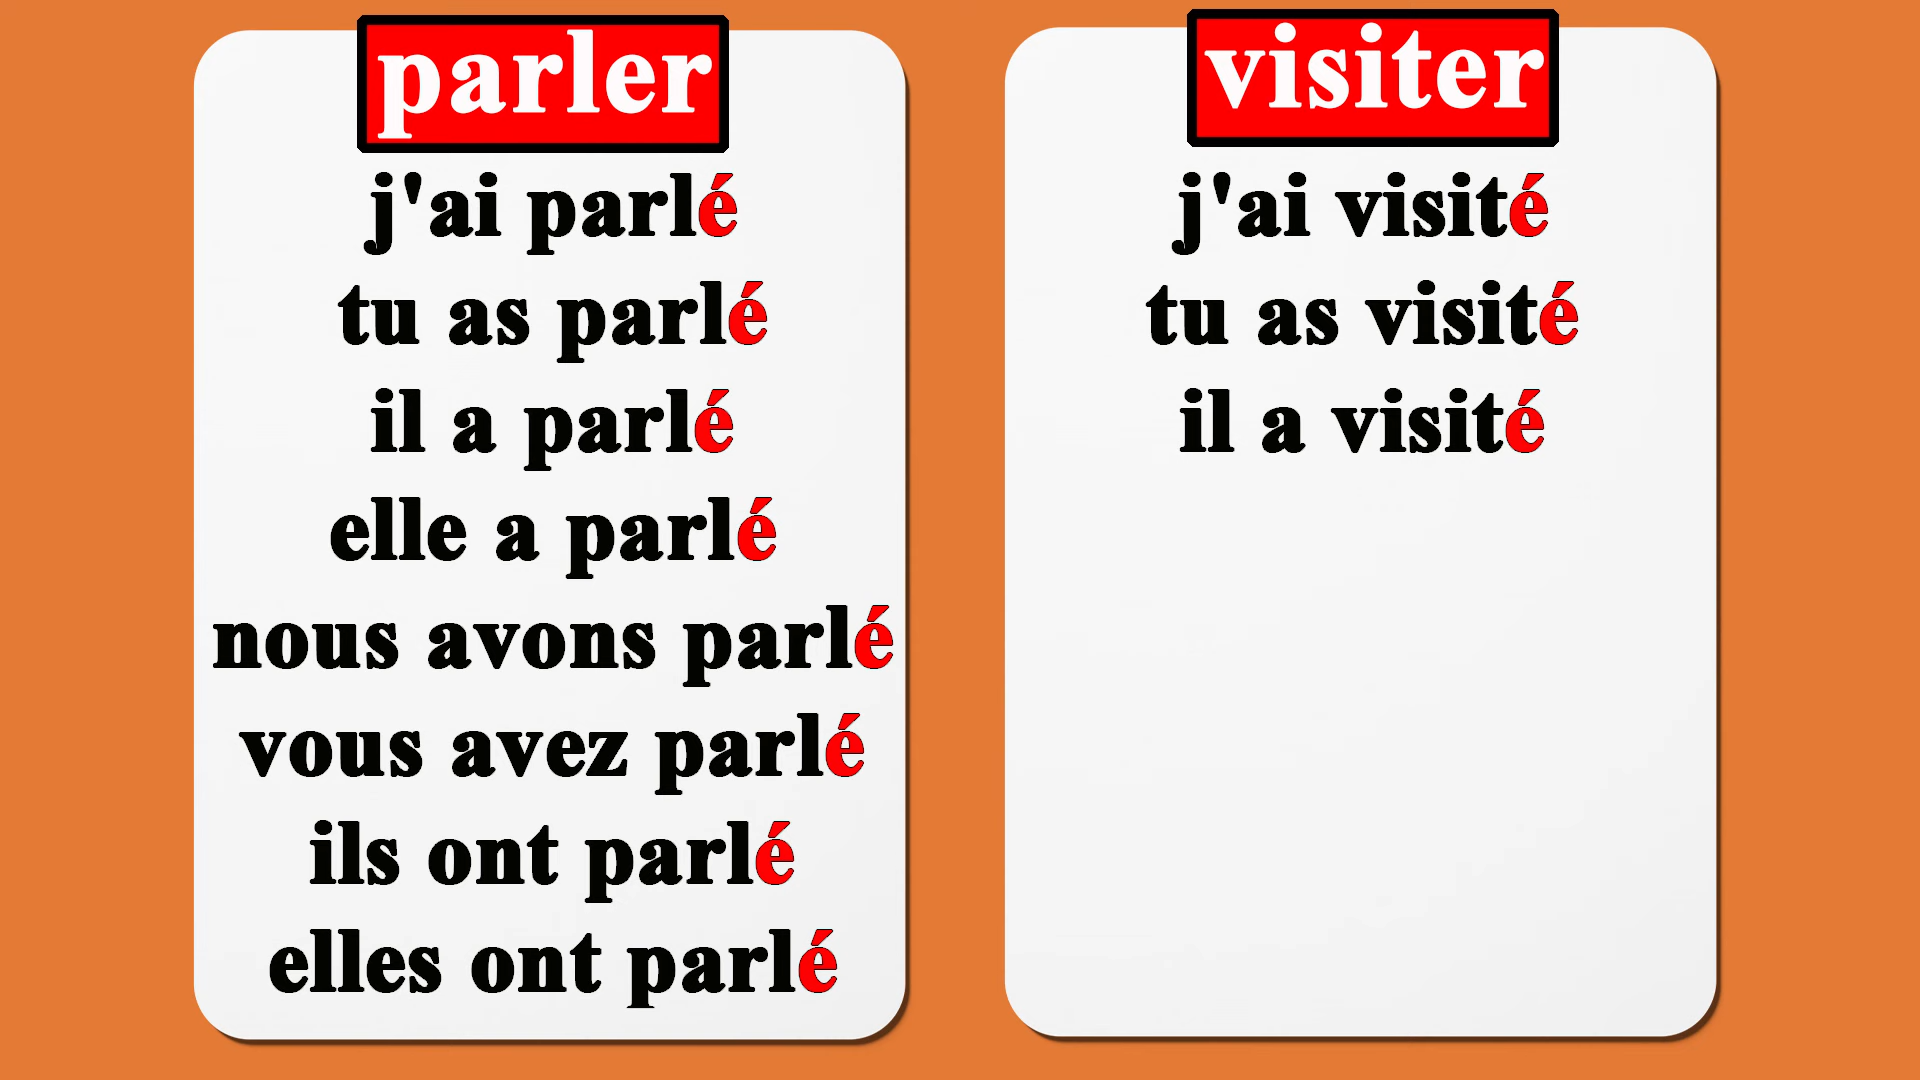 parler
j'ai parlé
tu as parlé
il a parlé
elle a parlé
nous avons parlé
vous avez parlé
ils ont parlé
elles ont parlé
visiter
j'ai visité
tu as visité
il a visité